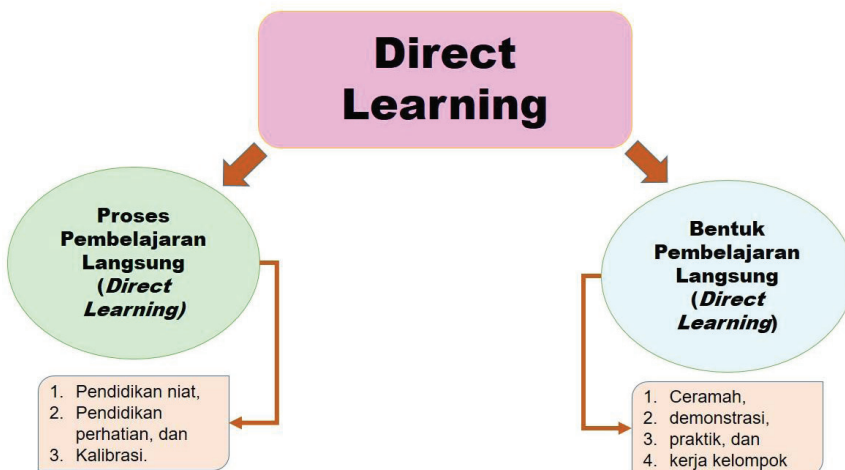 Direct
Learning
Proses
Pembelajaran
Langsung
(Direct
Learning)
1. Pendidikan niat,
2. Pendidikan
perhatian, dan
3. Kalibrasi.
Bentuk
Pembelajaran
Langsung
(Direct
Learning)
1. Ceramah,
2. demonstrasi,
3. praktik, dan
4. kerja kelompok